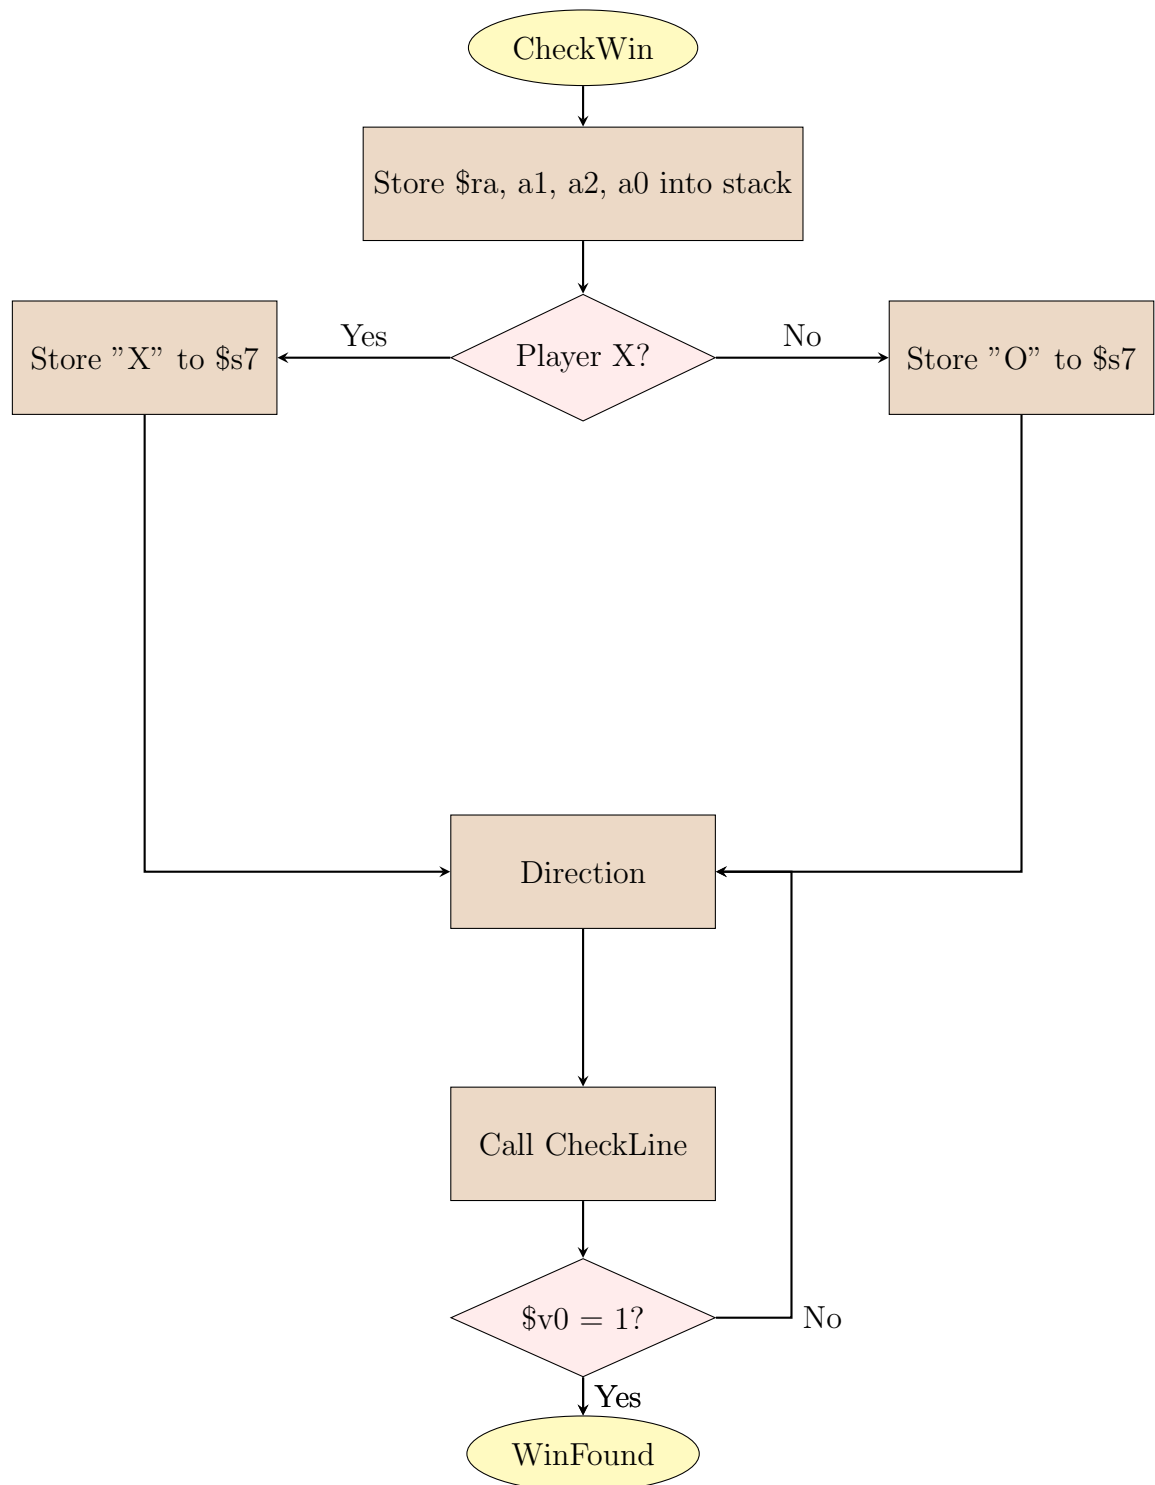 CheckWin
Store $ra, a1, a2, a0 into stack
Yes
No
Store ”X” to $s7
Player X?
Store ”O” to $s7
Direction
Call CheckLine
$v0 = 1?
No
Yes
WinFound